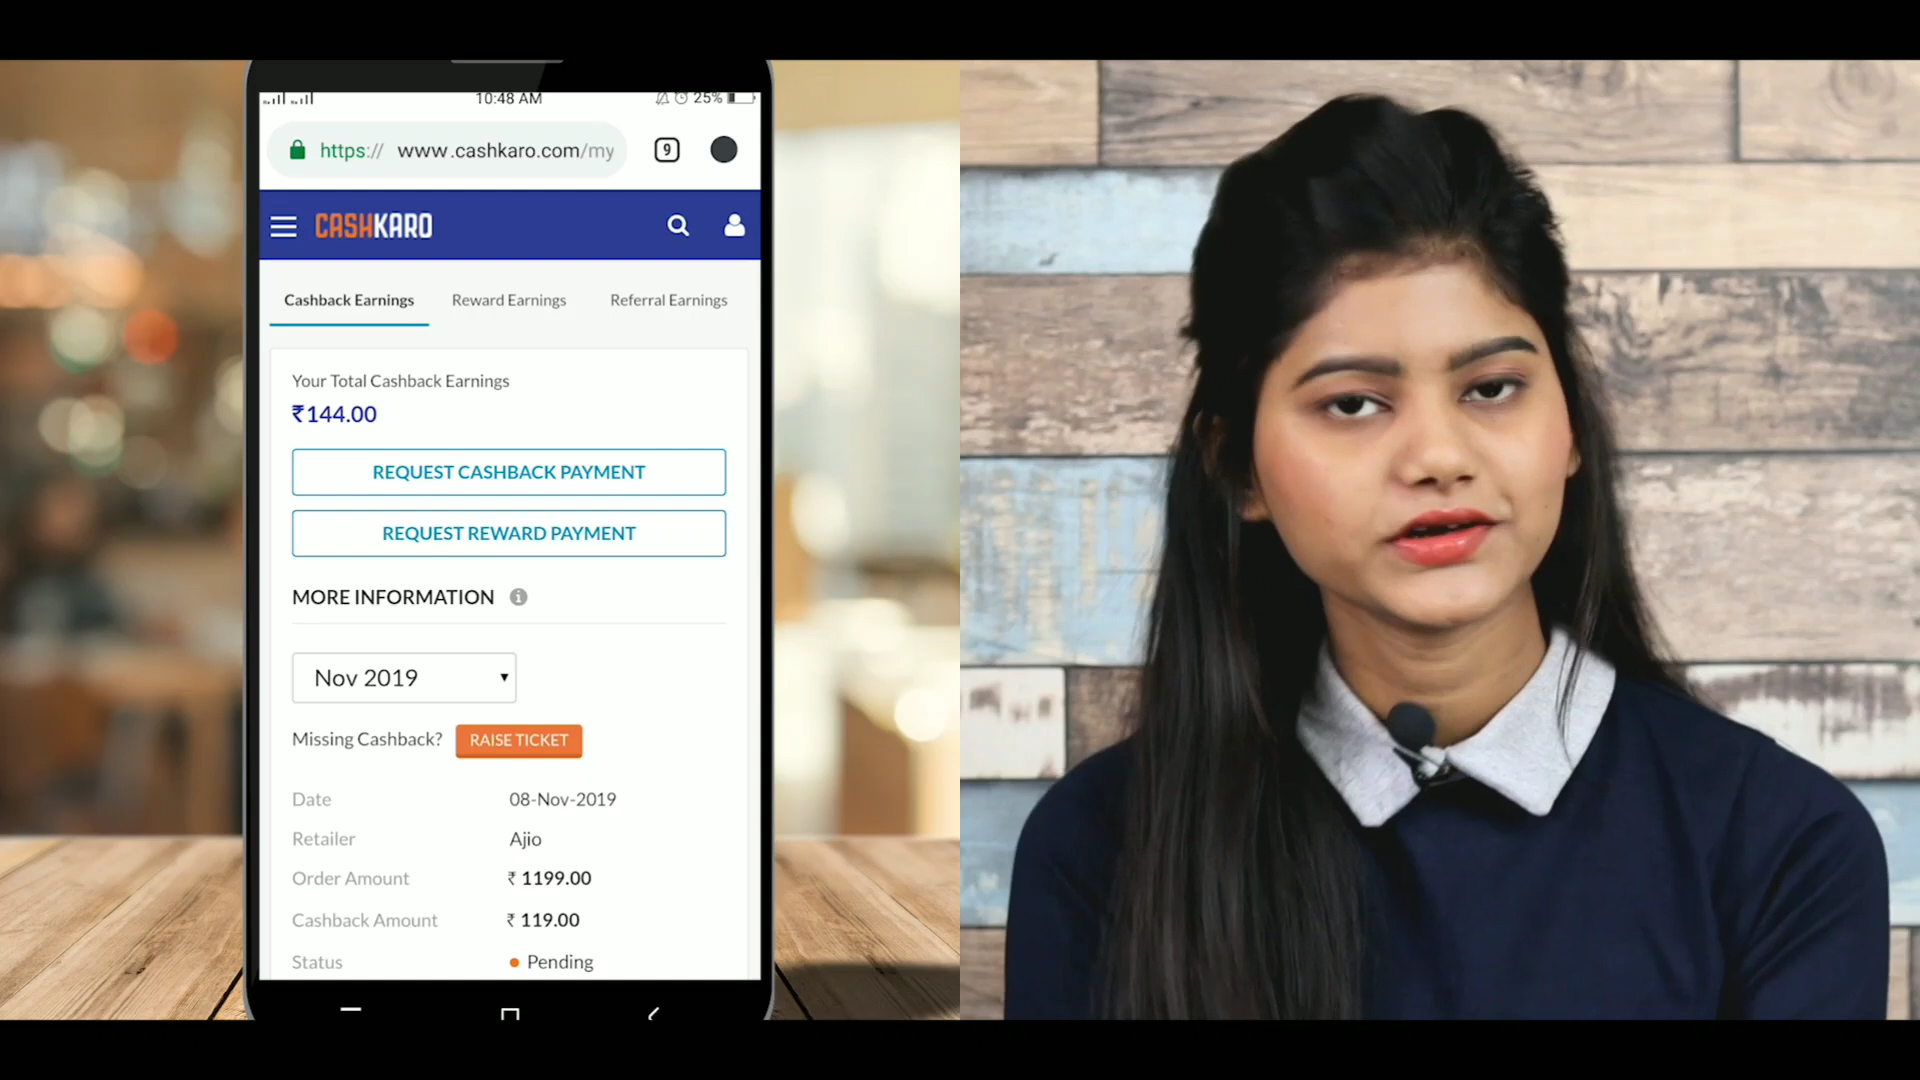 10:48 AM 25%
https:// www.cashkaro.com/my 9
CASHKARO
Cashback Earnings Reward Earnings Referral Earnings
Your Total Cashback Earnings
₹144.00
REQUEST CASHBACK PAYMENT
REQUEST REWARD PAYMENT
MORE INFORMATION
Nov 2019
Missing Cashback? RAISE TICKET
Date 08-Nov-2019
Retailer Ajio
Order Amount ₹ 1199.00
Cashback Amount ₹ 119.00
Status Pending